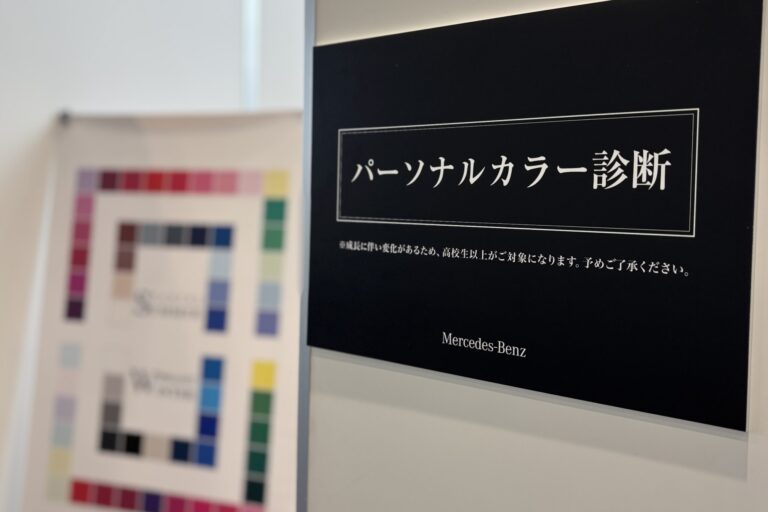 パーソナルカラー診断
※成長に伴い変化があるため、高校生以上がご対象になります。予めご了承ください。
Mercedes-Benz